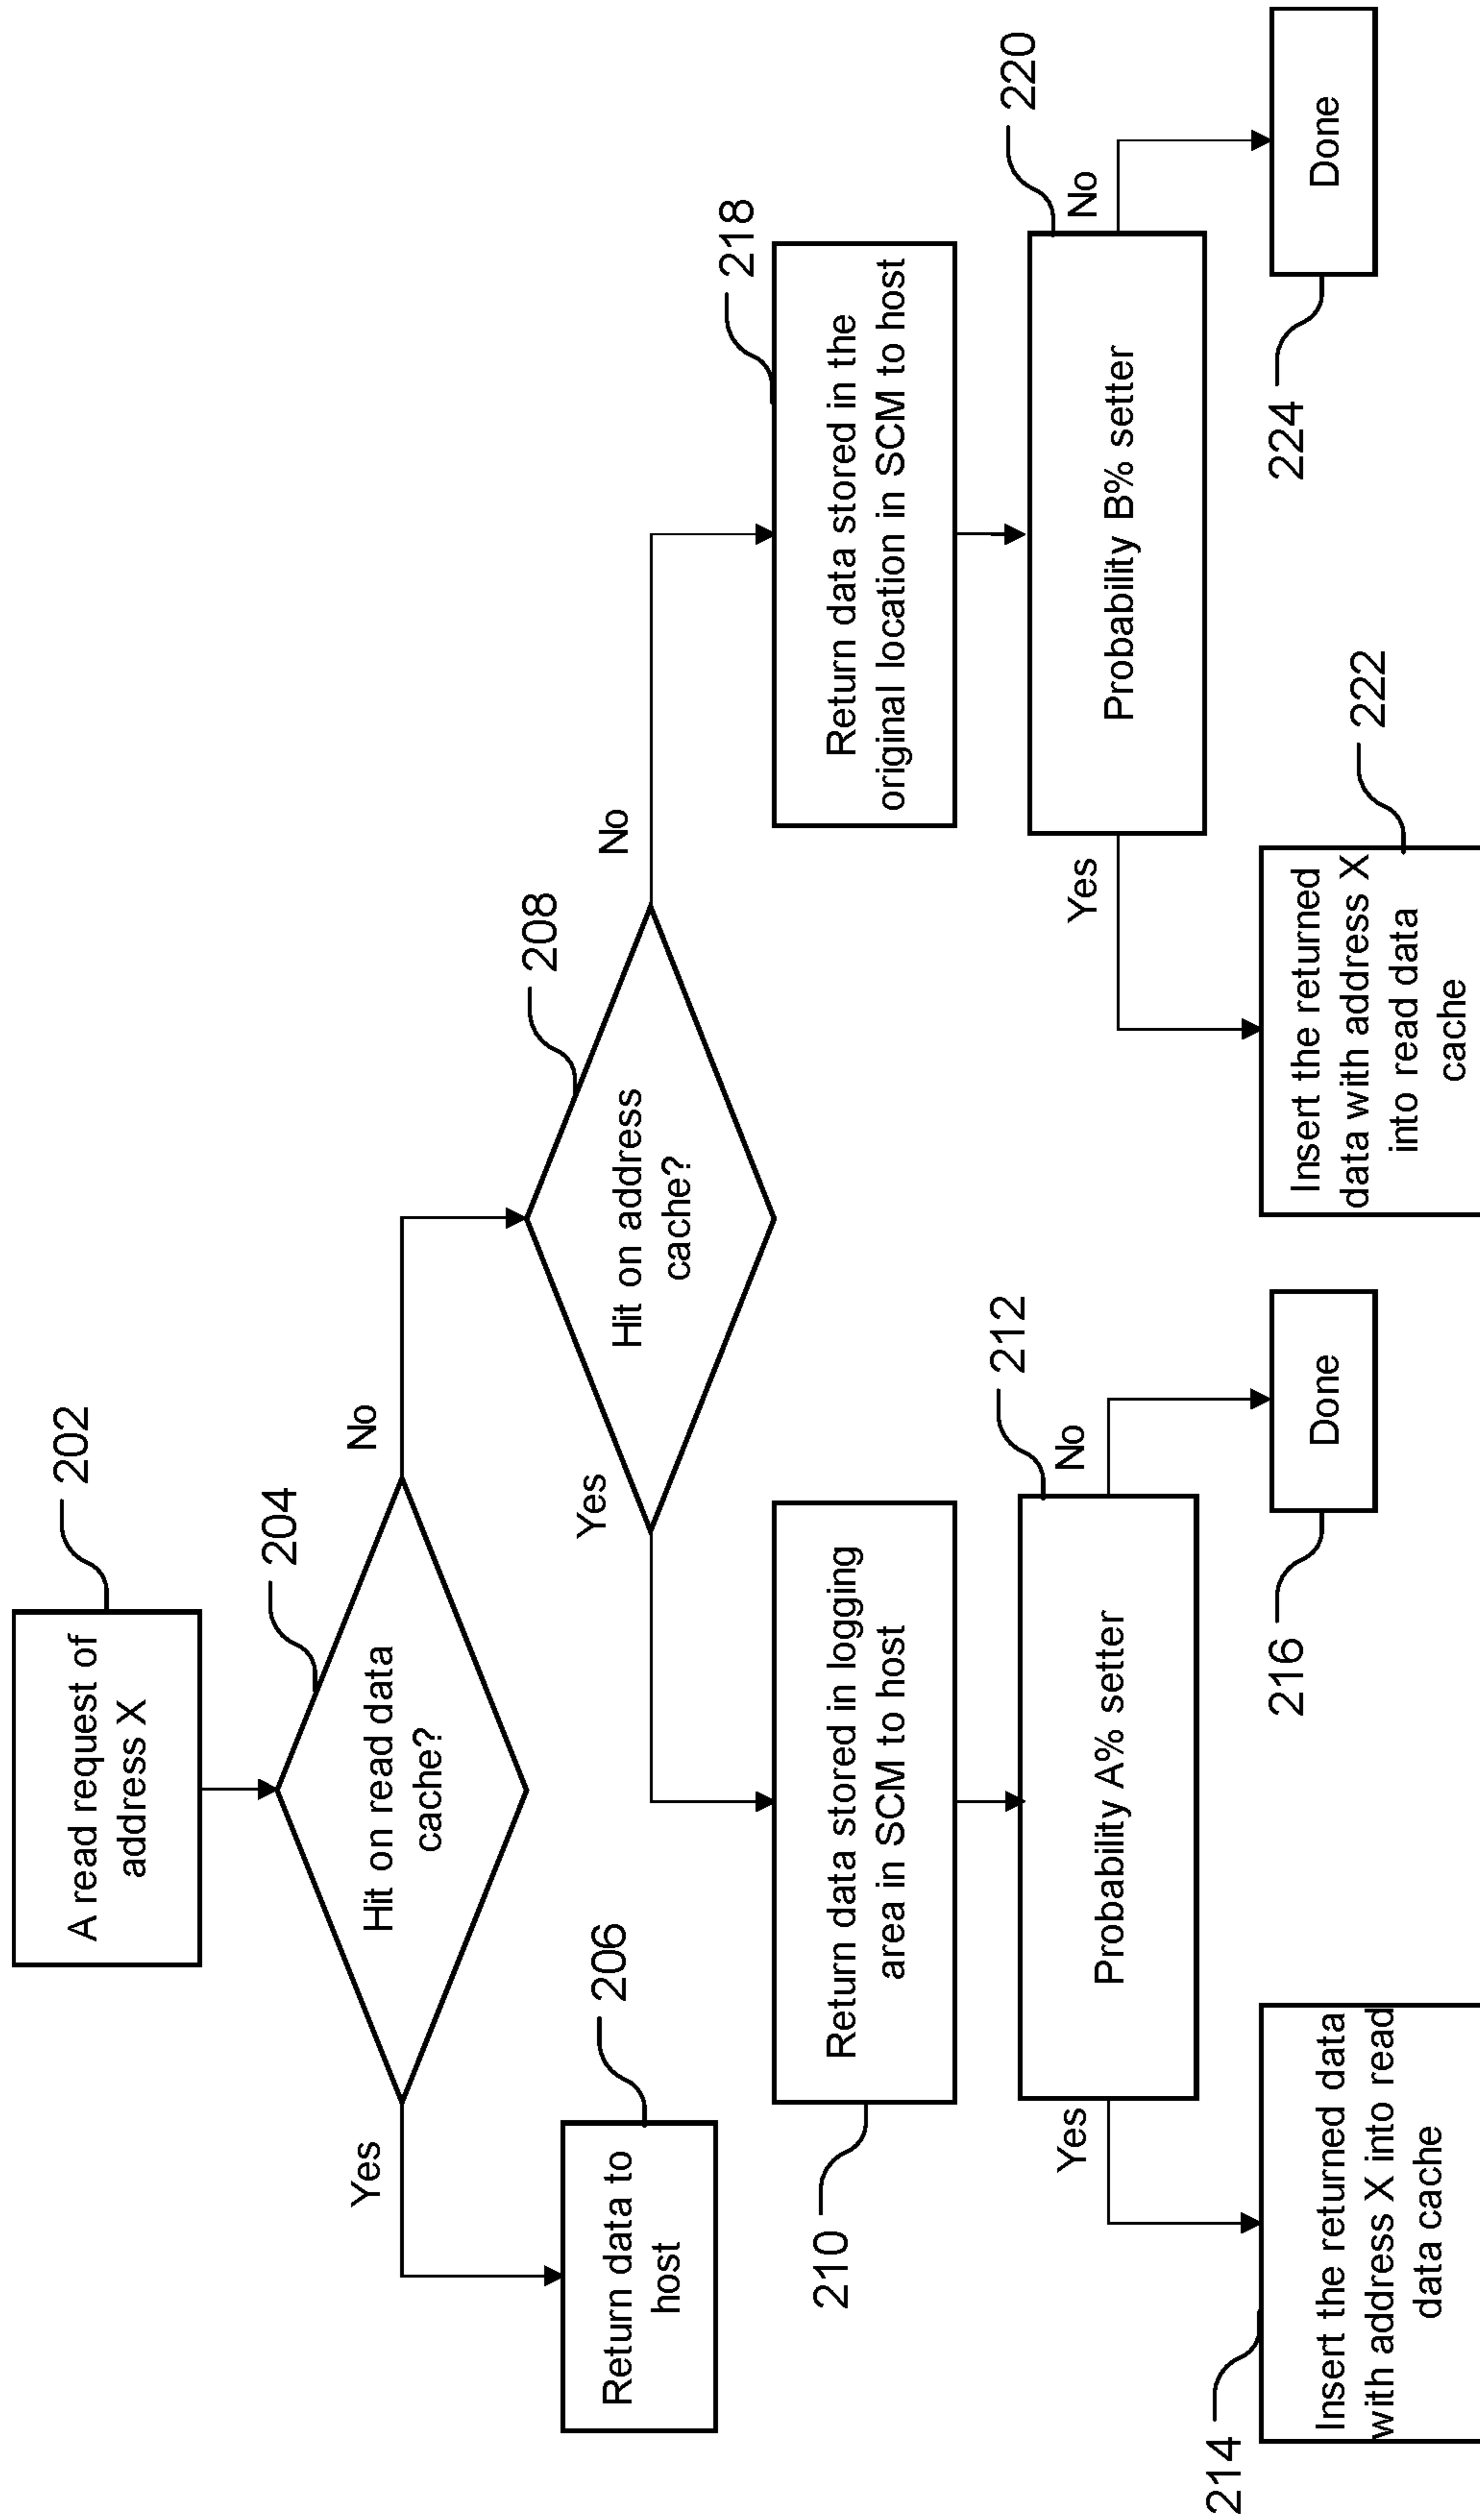 A read request of
address X
202
Hit on read data
cache?
204
Yes
No
Return data to
host
206
Hit on address
cache?
208
Yes
No
Return data stored in logging
area in SCM to host
210
Return data stored in the
original location in SCM to host
218
Probability A% setter
212
Yes
No
Probability B% setter
220
Yes
No
Insert the returned data
with address X into read
data cache
214
Done
216
Insert the returned
data with address X
into read data
cache
222
Done
224